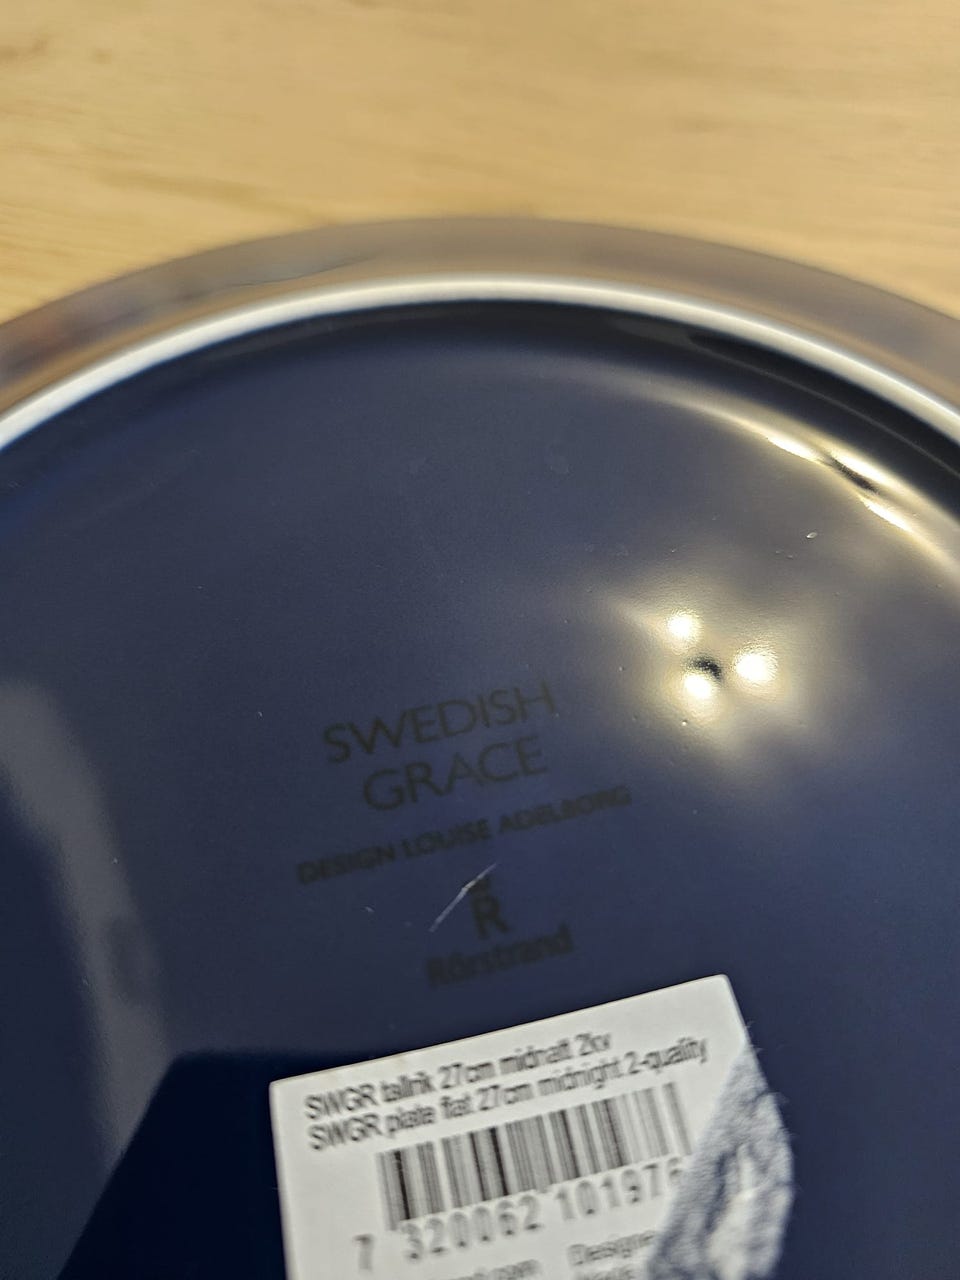 SWEDISH
GRACE
DESIGN LOUISE ADELBORG
R
Rörstrand
SWGR tallrik 27cm midnatt 2kv
SWGR plate flat 27cm midnight 2-quality
7 320062 101976